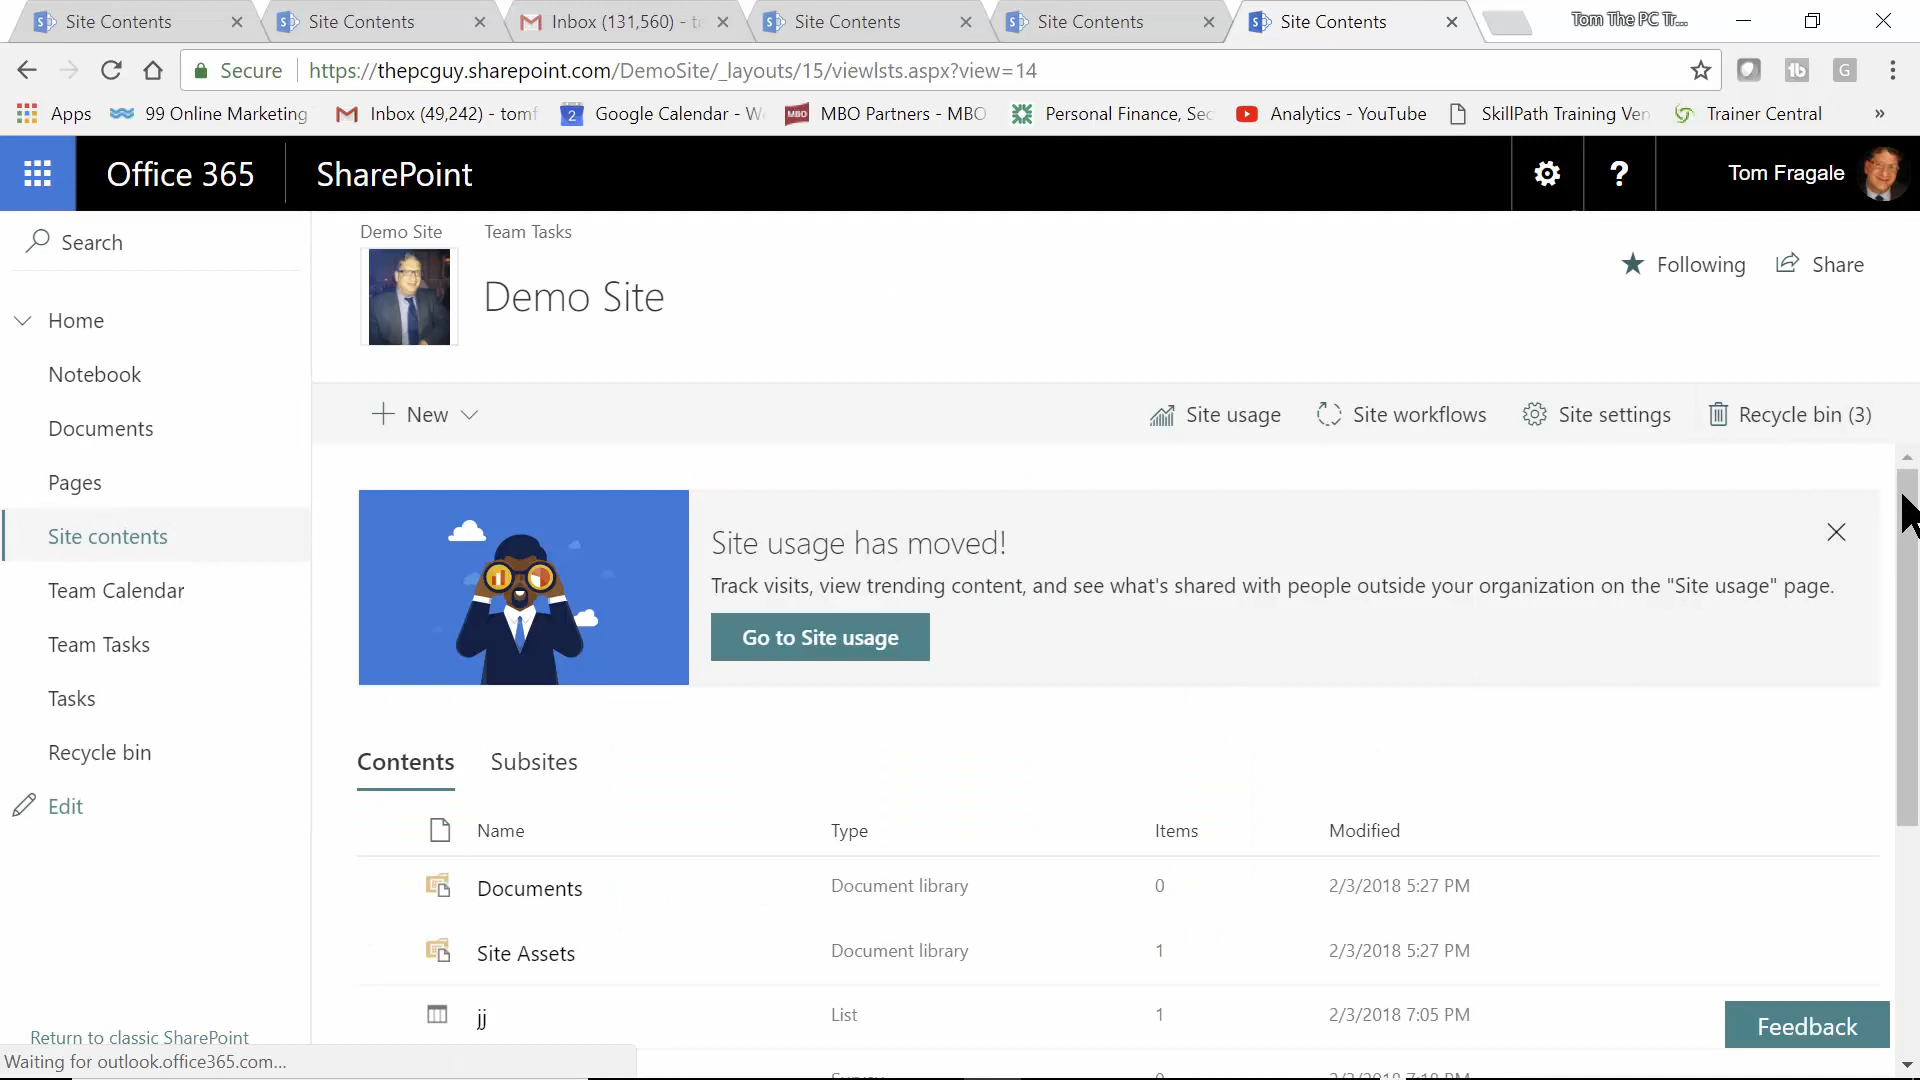 Site Contents
Site Contents
Inbox (131,560) - t
Site Contents
Site Contents
Site Contents
Tom The PC Tr...
Secure
https://thepcguy.sharepoint.com/DemoSite/_layouts/15/viewlsts.aspx?view=14
tb
G
Apps
99 Online Marketing
Inbox (49,242) - tomf
2
Google Calendar - W
MBO
MBO Partners - MBO
Personal Finance, Sec
Analytics - YouTube
SkillPath Training Ven
Trainer Central
»
Office 365
SharePoint
?
Tom Fragale
Search
Demo Site
Team Tasks
Demo Site
Following
Share
Home
Notebook
Documents
Pages
Site contents
Team Calendar
Team Tasks
Tasks
Recycle bin
Edit
New
Site usage
Site workflows
Site settings
Recycle bin (3)
Site usage has moved!
Track visits, view trending content, and see what's shared with people outside your organization on the "Site usage" page.
Go to Site usage
Contents
Subsites
Name
Type
Items
Modified
Documents
Document library
0
2/3/2018 5:27 PM
Site Assets
Document library
1
2/3/2018 5:27 PM
jj
List
1
2/3/2018 7:05 PM
Feedback
Return to classic SharePoint
Waiting for outlook.office365.com...